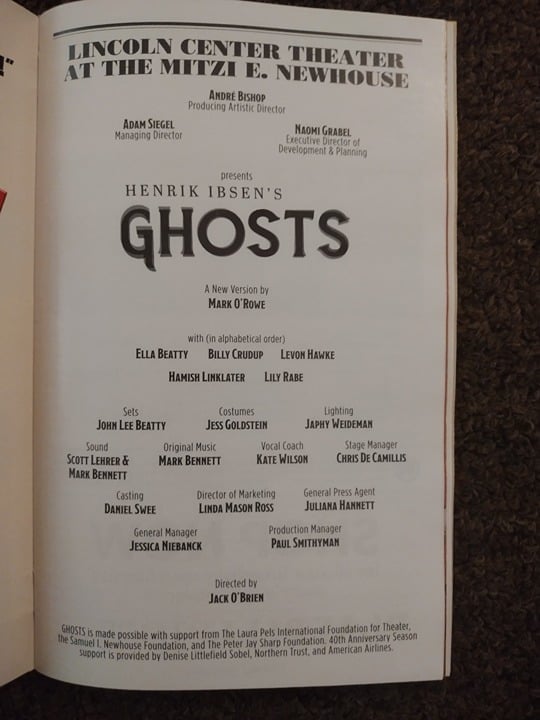 LINCOLN CENTER THEATER
AT THE MITZI E. NEWHOUSE
ANDRÉ BISHOP
Producing Artistic Director
ADAM SIEGEL
Managing Director
NAOMI GRABEL
Executive Director of
Development & Planning
presents
HENRIK IBSEN'S
GHOSTS
A New Version by
MARK O'ROWE
with (in alphabetical order)
ELLA BEATTY BILLY CRUDUP LEVON HAWKE
HAMISH LINKLATER LILY RABE
Sets Costumes Lighting
JOHN LEE BEATTY JESS GOLDSTEIN JAPHY WEIDEMAN
Sound Original Music Vocal Coach Stage Manager
SCOTT LEHRER & MARK BENNETT KATE WILSON CHRIS DE CAMILLIS
MARK BENNETT
Casting Director of Marketing General Press Agent
DANIEL SWEE LINDA MASON ROSS JULIANA HANNETT
General Manager Production Manager
JESSICA NIEBANCK PAUL SMITHYMAN
Directed by
JACK O'BRIEN
GHOSTS is made possible with support from The Laura Pels International Foundation for Theater,
the Samuel I. Newhouse Foundation, and The Peter Jay Sharp Foundation. 40th Anniversary Season
support is provided by Denise Littlefield Sobel, Northern Trust, and American Airlines.